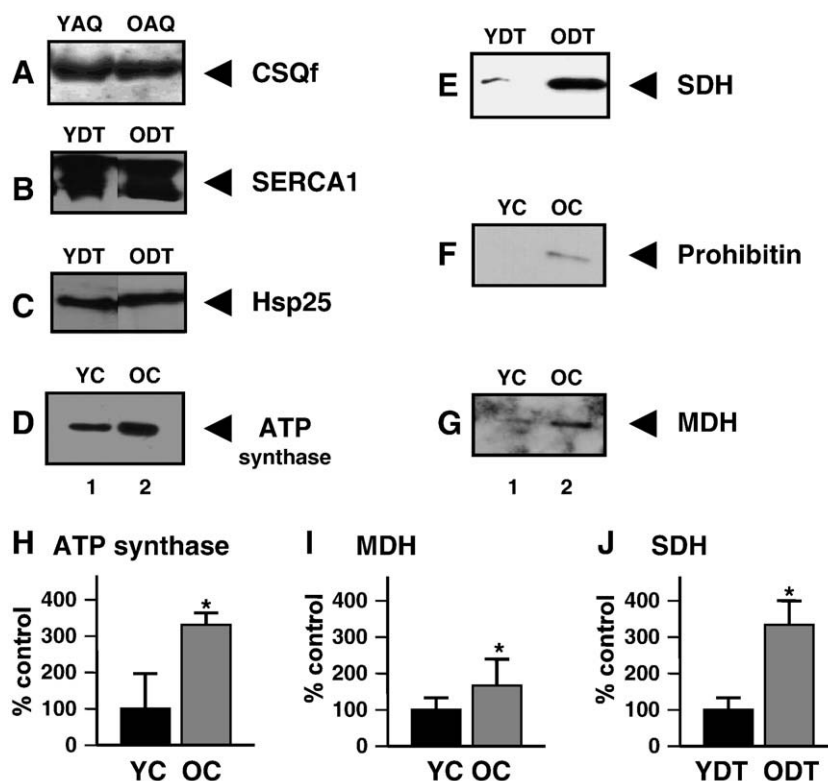 YAQ OAQ
A CSQf
YDT ODT
B SERCA1
YDT ODT
C Hsp25
YC OC
D ATP
synthase
1 2
YDT ODT
E SDH
YC OC
F Prohibitin
YC OC
G MDH
1 2
H ATP synthase
% control
400
300
200
100
0
*
YC OC
I MDH
% control
400
300
200
100
0
*
YC OC
J SDH
% control
400
300
200
100
0
*
YDT ODT